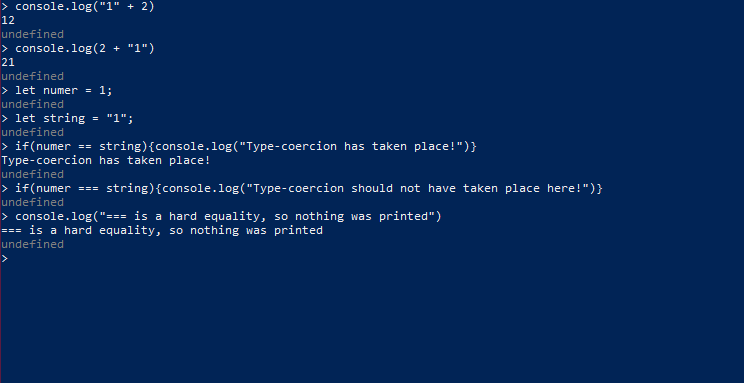 > console.log("1" + 2)
12
undefined
> console.log(2 + "1")
21
undefined
> let numer = 1;
undefined
> let string = "1";
undefined
> if(numer == string){console.log("Type-coercion has taken place!")}
Type-coercion has taken place!
undefined
> if(numer === string){console.log("Type-coercion should not have taken place here!")}
undefined
> console.log("=== is a hard equality, so nothing was printed")
=== is a hard equality, so nothing was printed
undefined
>